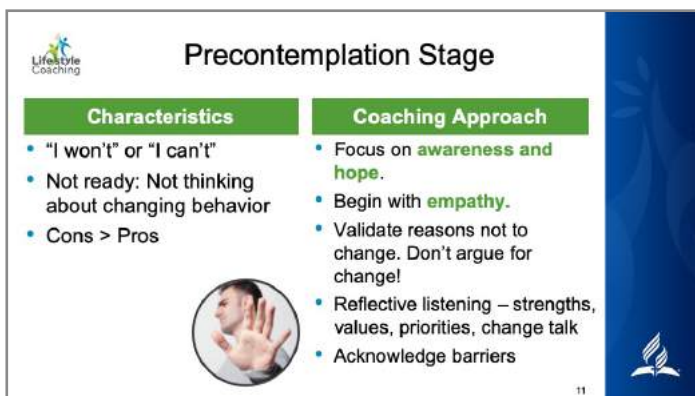 Lifestyle
Coaching
Precontemplation Stage
Characteristics
• "I won't" or "I can't"
• Not ready: Not thinking
about changing behavior
• Cons > Pros
Coaching Approach
• Focus on awareness and
hope.
• Begin with empathy.
• Validate reasons not to
change. Don't argue for
change!
• Reflective listening – strengths,
values, priorities, change talk
• Acknowledge barriers
11